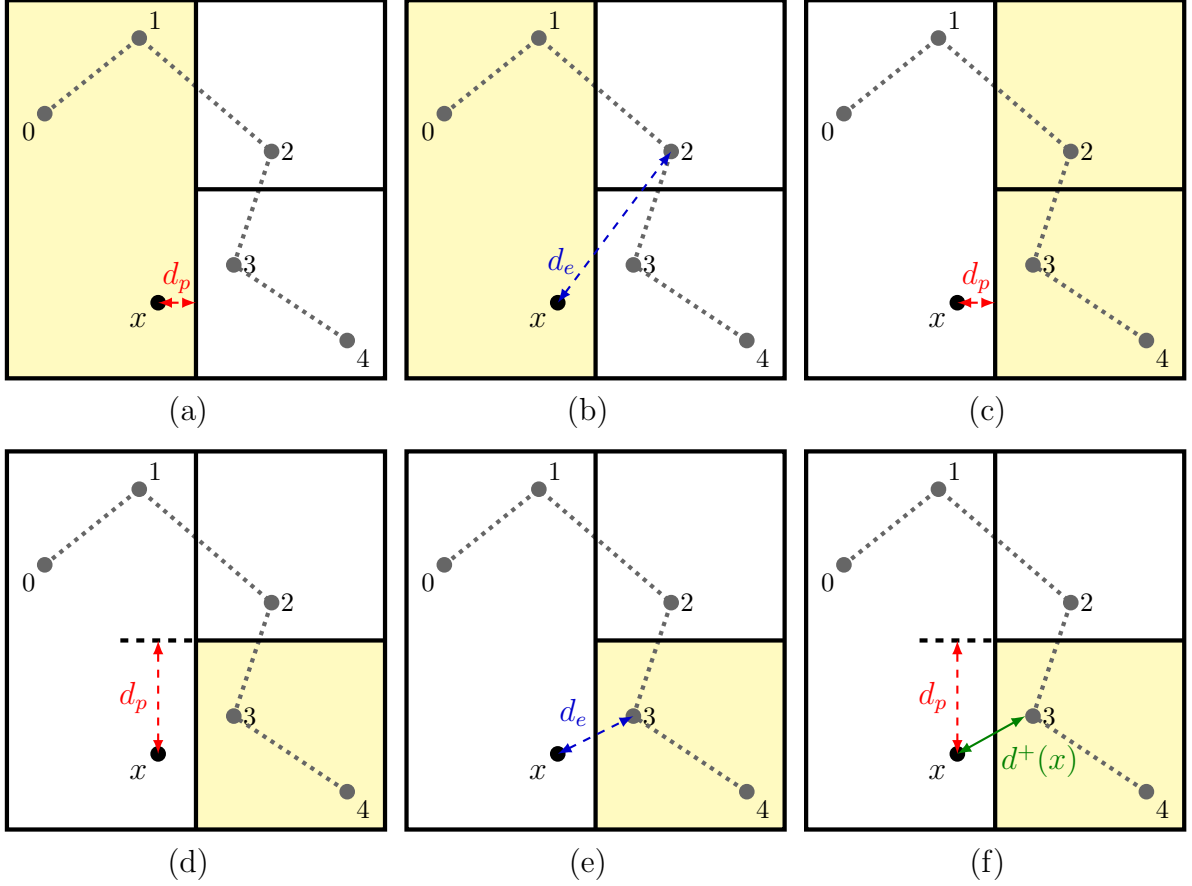 1 1 1
0 2 0 2 0 2
d_p 3 d_e 3 d_p 3
x x x
4 4 4
(a) (b) (c)
1 1 1
0 2 0 2 0 2
d_p 3 d_e 3 d_p 3
x x x d⁺(x)
4 4 4
(d) (e) (f)